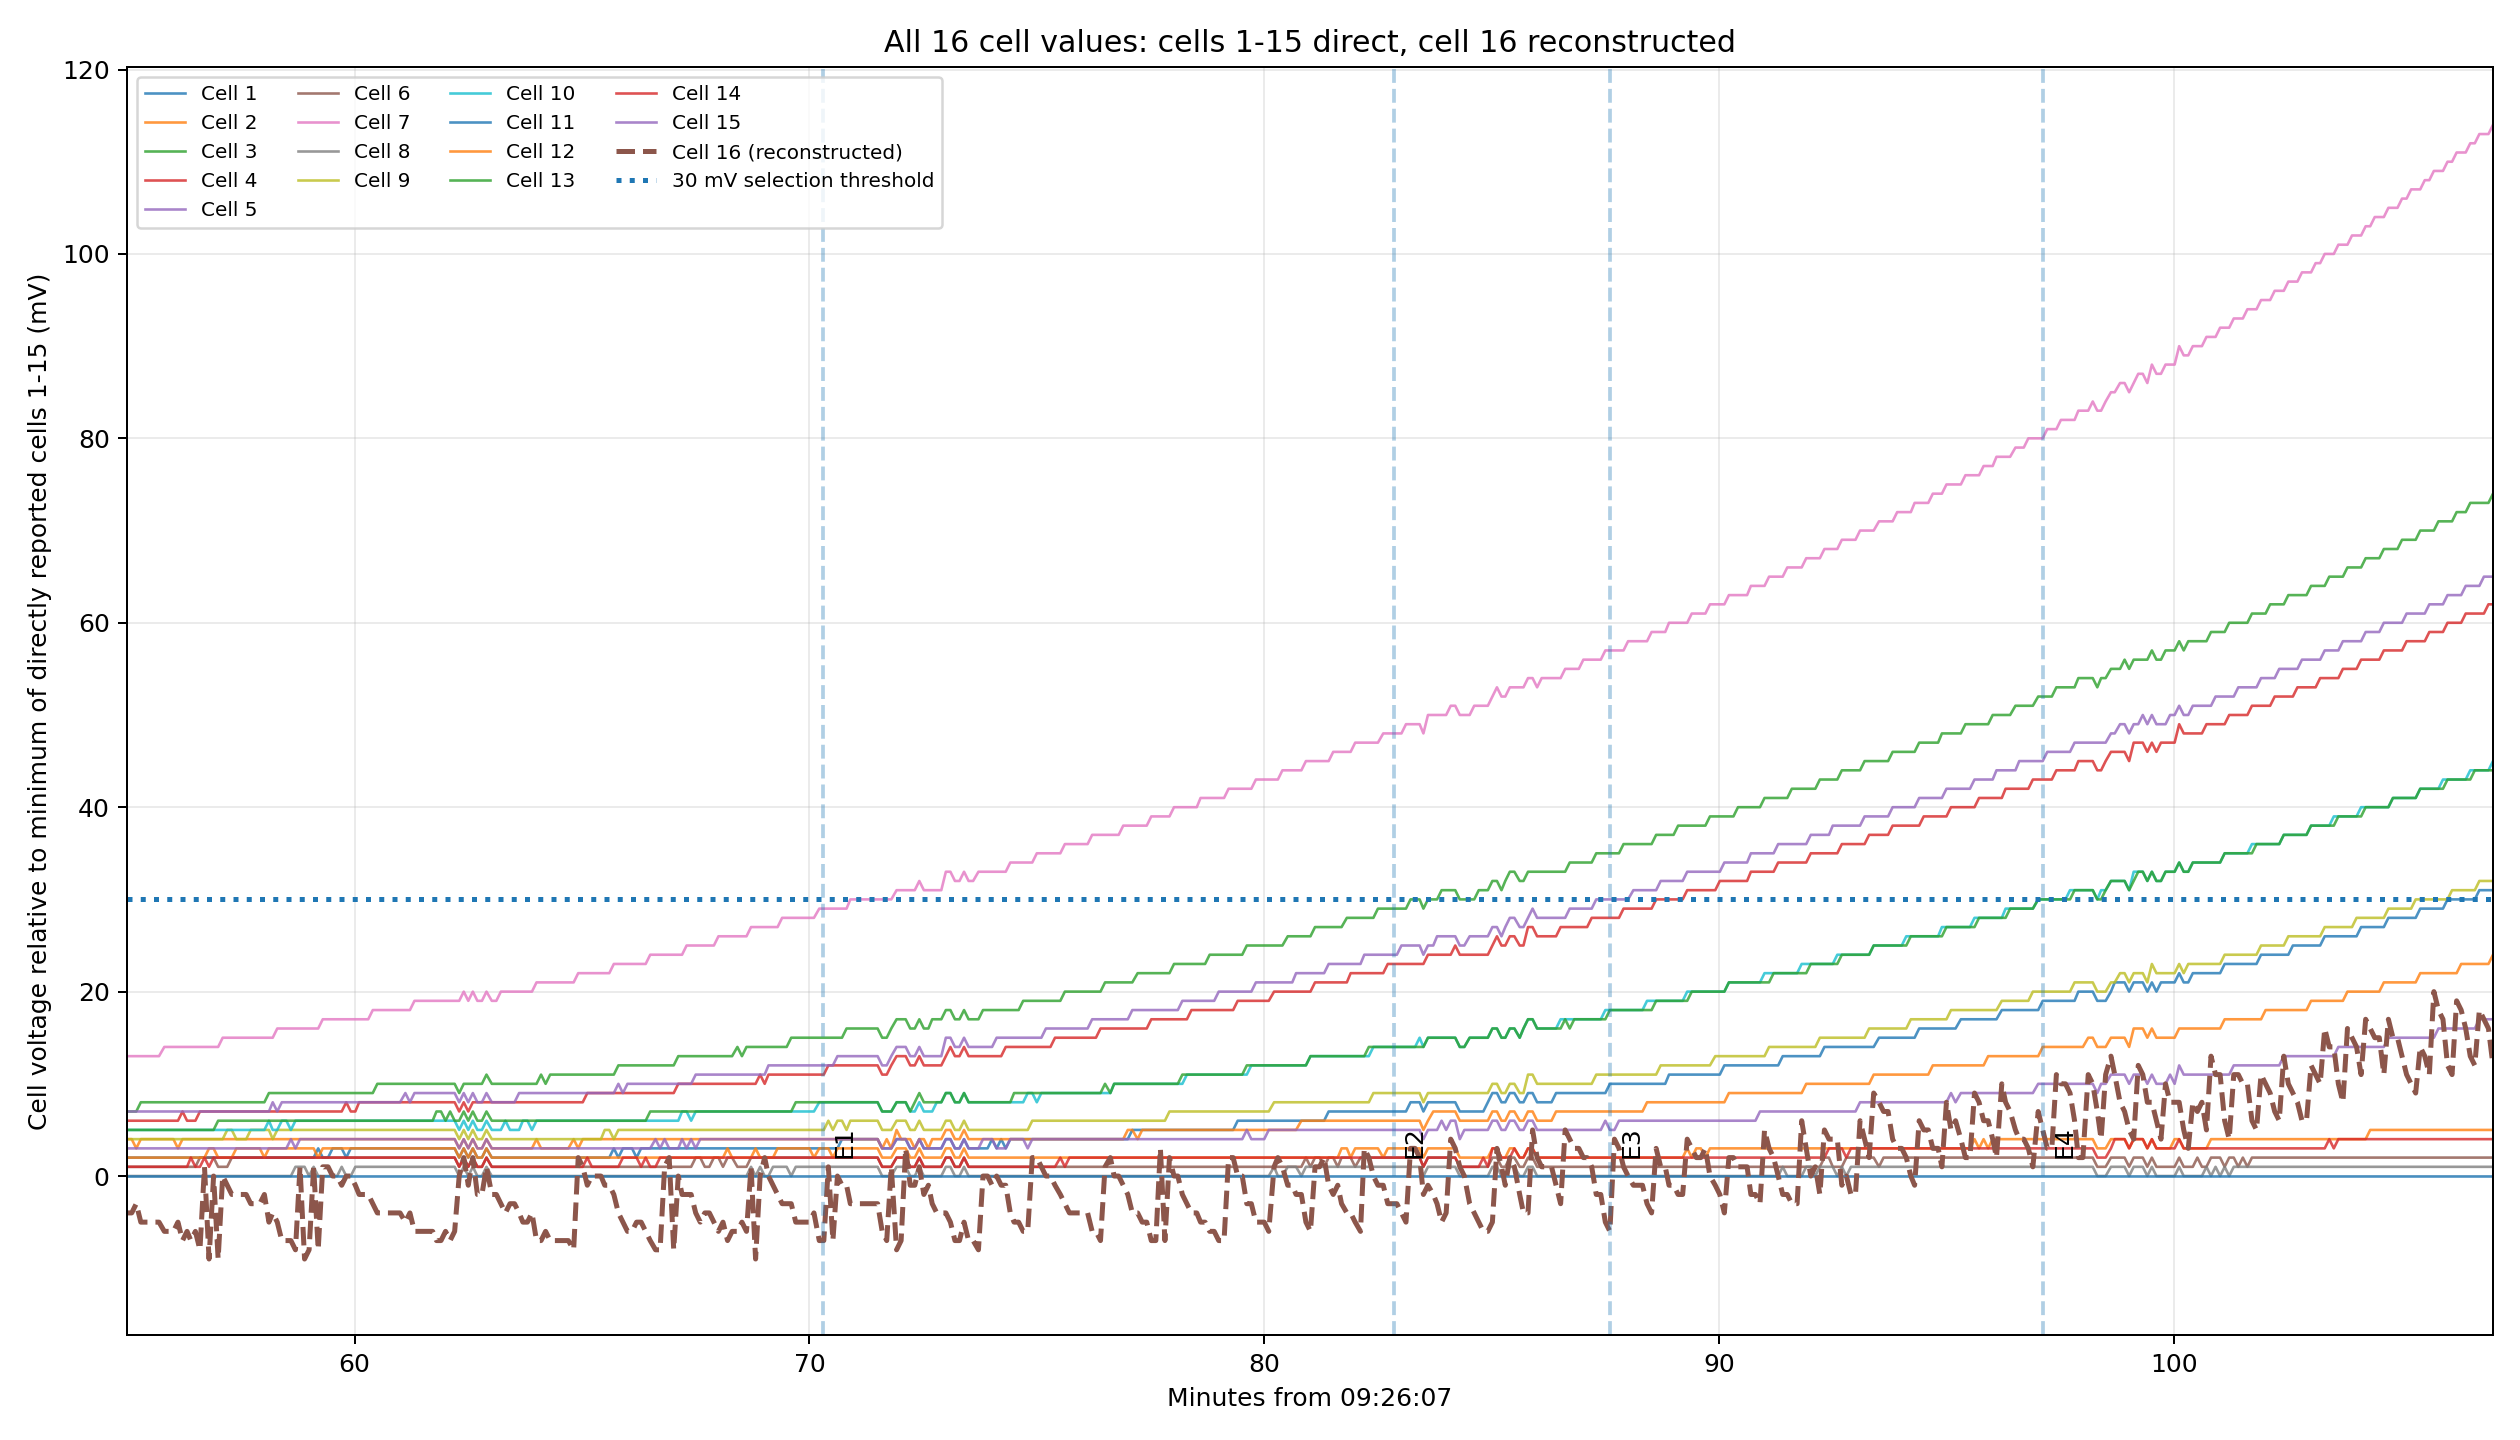 All 16 cell values: cells 1-15 direct, cell 16 reconstructed
Cell voltage relative to minimum of directly reported cells 1-15 (mV)
120
100
80
60
40
20
0
Cell 1
Cell 2
Cell 3
Cell 4
Cell 5
Cell 6
Cell 7
Cell 8
Cell 9
Cell 10
Cell 11
Cell 12
Cell 13
Cell 14
Cell 15
Cell 16 (reconstructed)
30 mV selection threshold
E1
E2
E3
E4
60
70
80
90
100
Minutes from 09:26:07